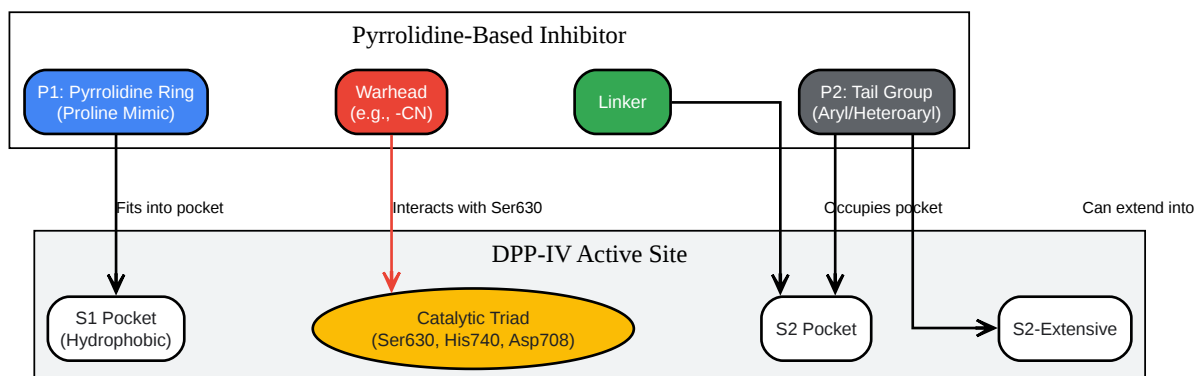 Pyrrolidine-Based Inhibitor
P1: Pyrrolidine Ring
(Proline Mimic)
Warhead
(e.g., -CN)
Linker
P2: Tail Group
(Aryl/Heteroaryl)
Fits into pocket
Interacts with Ser630
Occupies pocket
Can extend into
DPP-IV Active Site
S1 Pocket
(Hydrophobic)
Catalytic Triad
(Ser630, His740, Asp708)
S2 Pocket
S2-Extensive